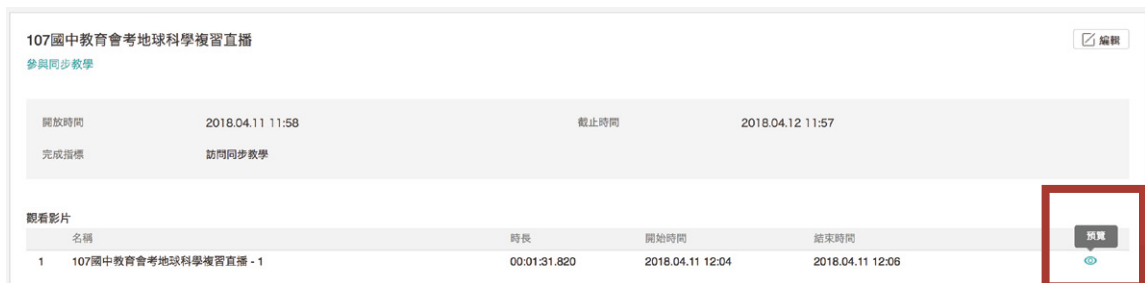 107國中教育會考地球科學複習直播
編輯
參與同步教學
開放時間 2018.04.11 11:58 截止時間 2018.04.12 11:57
完成指標 訪問同步教學
觀看影片
名稱 時長 開始時間 結束時間 預覽
1 107國中教育會考地球科學複習直播 - 1 00:01:31.820 2018.04.11 12:04 2018.04.11 12:06